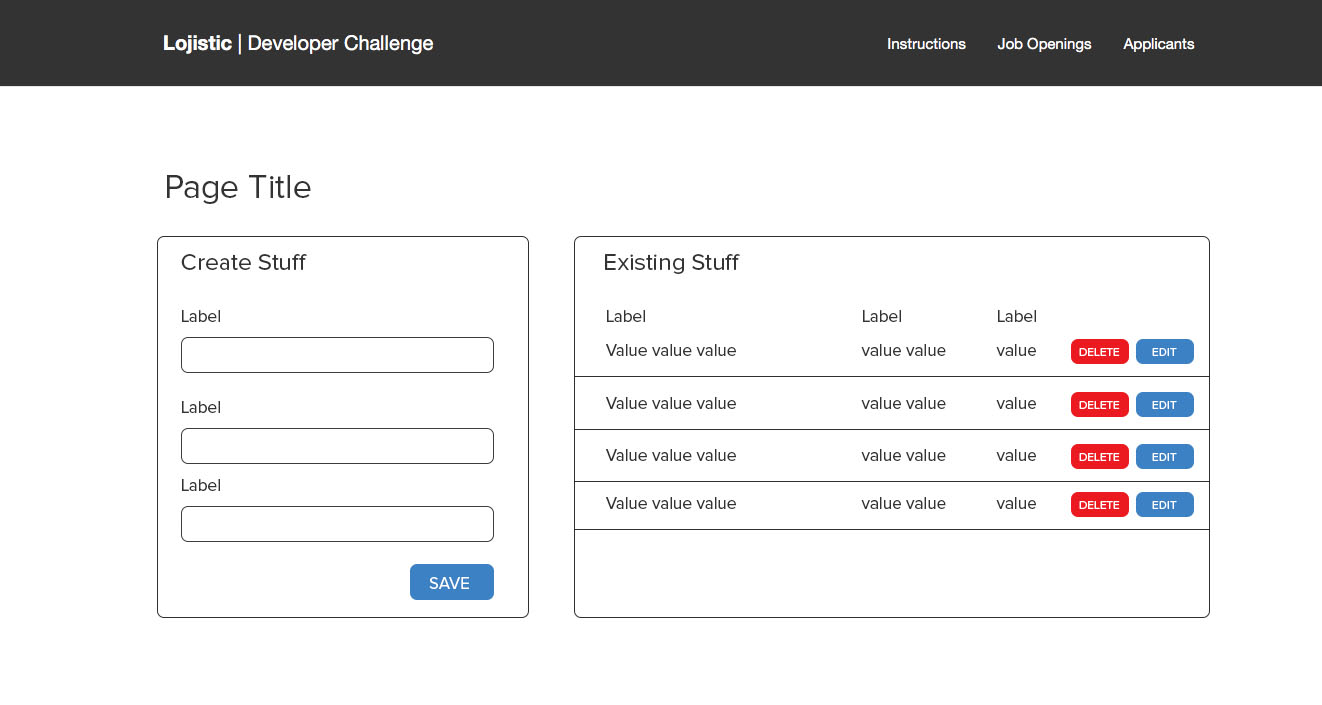 Lojistic | Developer Challenge
Instructions Job Openings Applicants
Page Title
Create Stuff
Label
Label
Label
SAVE
Existing Stuff
Label Label Label
Value value value value value value DELETE EDIT
Value value value value value value DELETE EDIT
Value value value value value value DELETE EDIT
Value value value value value value DELETE EDIT